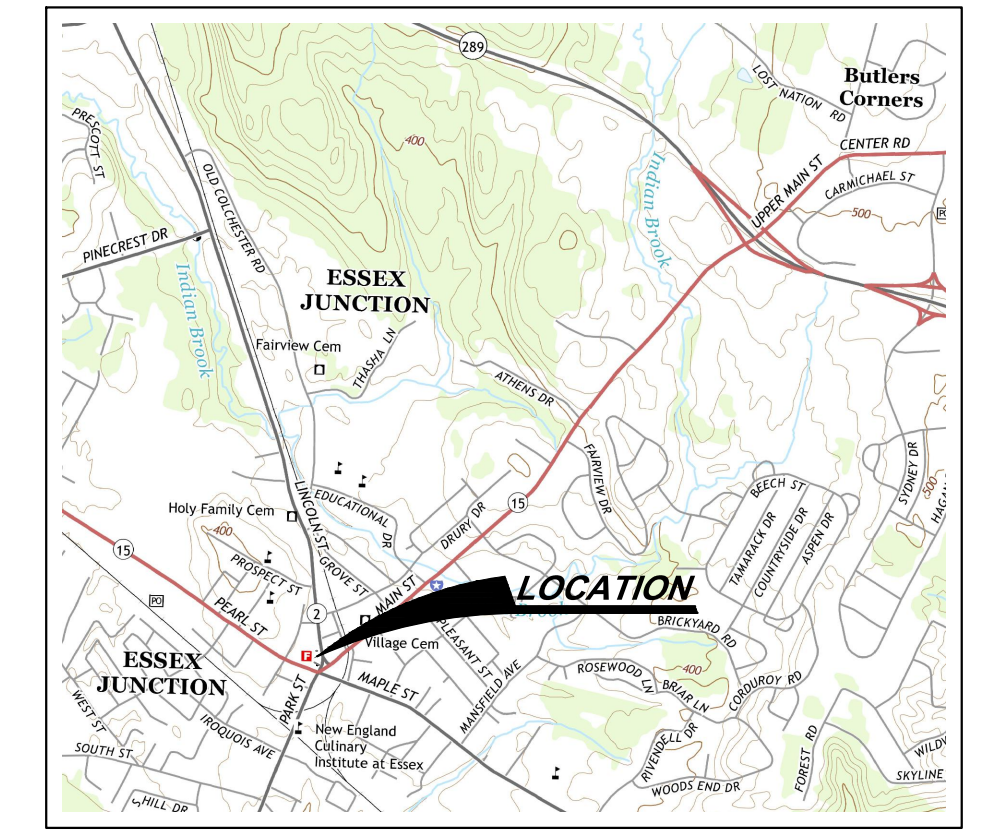 289
LOST NATION RD
Butlers
Corners
PRESCOTT ST
400
CENTER RD
OLD COLCHESTER RD
Indian Brook
UPPER MAIN ST
CARMICHAEL ST
500
PO
PINECREST DR
Indian Brook
ESSEX
JUNCTION
Fairview Cem
THASHA LN
ATHENS DR
FAIRVIEW DR
SYDNEY DR
500
BEECH ST
LINCOLN ST
EDUCATIONAL DR
Holy Family Cem
15
DRURY DR
TAMARACK DR
COUNTRYSIDE DR
ASPEN DR
400
15
PROSPECT ST
GROVE ST
MAIN ST
LOCATION
PO
PEARL ST
2
BRICKYARD RD
Village Cem
PLEASANT ST
F
ESSEX
JUNCTION
MAPLE ST
MANSFIELD AVE
ROSEWOOD LN
400
BRIAR LN
CORDUROY RD
PARK ST
WEST ST
IROQUOIS AVE
New England
Culinary
Institute at Essex
RIVENDELL DR
FOREST RD
SOUTH ST
WOODS END DR
SKYLINE
HILL DR